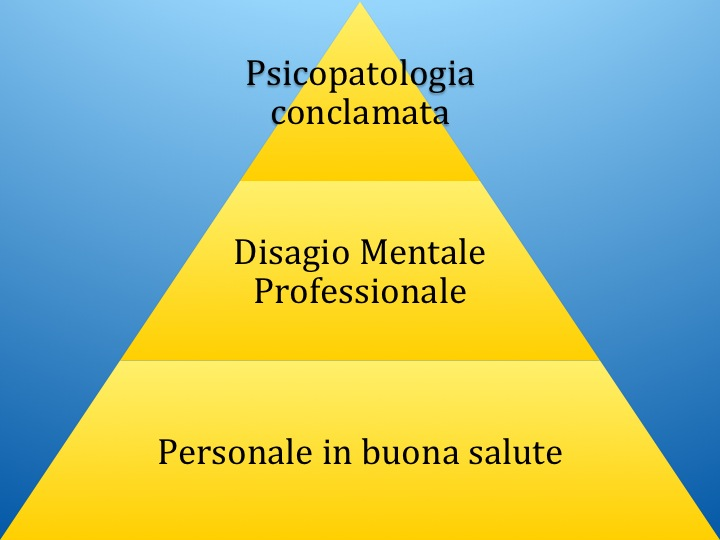 Psicopatologia
conclamata
Disagio Mentale
Professionale
Personale in buona salute